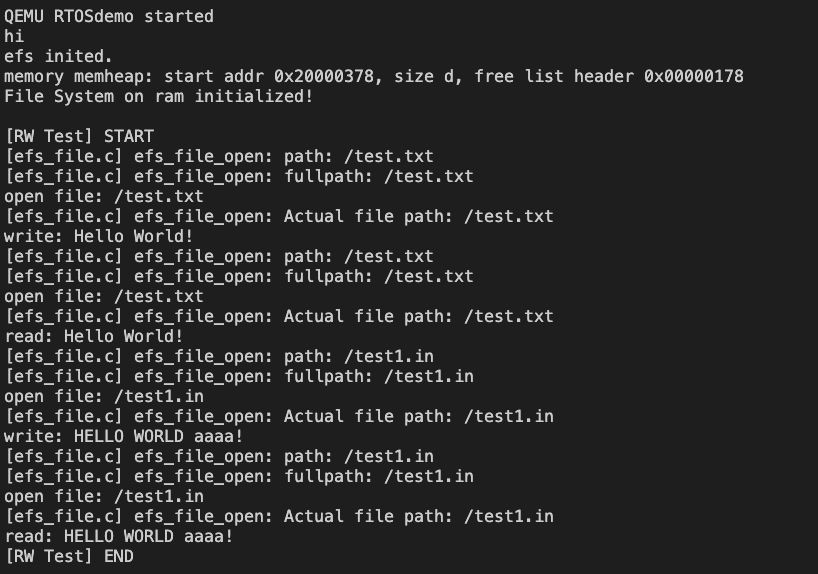 QEMU RTOSdemo started
hi
efs inited.
memory memheap: start addr 0x20000378, size d, free list header 0x00000178
File System on ram initialized!
[RW Test] START
[efs_file.c] efs_file_open: path: /test.txt
[efs_file.c] efs_file_open: fullpath: /test.txt
open file: /test.txt
[efs_file.c] efs_file_open: Actual file path: /test.txt
write: Hello World!
[efs_file.c] efs_file_open: path: /test.txt
[efs_file.c] efs_file_open: fullpath: /test.txt
open file: /test.txt
[efs_file.c] efs_file_open: Actual file path: /test.txt
read: Hello World!
[efs_file.c] efs_file_open: path: /test1.in
[efs_file.c] efs_file_open: fullpath: /test1.in
open file: /test1.in
[efs_file.c] efs_file_open: Actual file path: /test1.in
write: HELLO WORLD aaaa!
[efs_file.c] efs_file_open: path: /test1.in
[efs_file.c] efs_file_open: fullpath: /test1.in
open file: /test1.in
[efs_file.c] efs_file_open: Actual file path: /test1.in
read: HELLO WORLD aaaa!
[RW Test] END